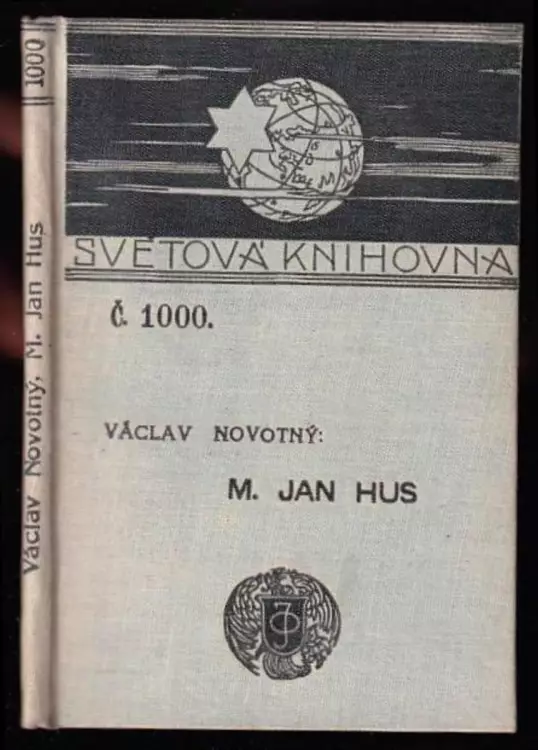 1000
Václav Novotný, M. Jan Hus
SVĚTOVÁ KNIHOVNA
Č. 1000.
VÁCLAV NOVOTNÝ:
M. JAN HUS